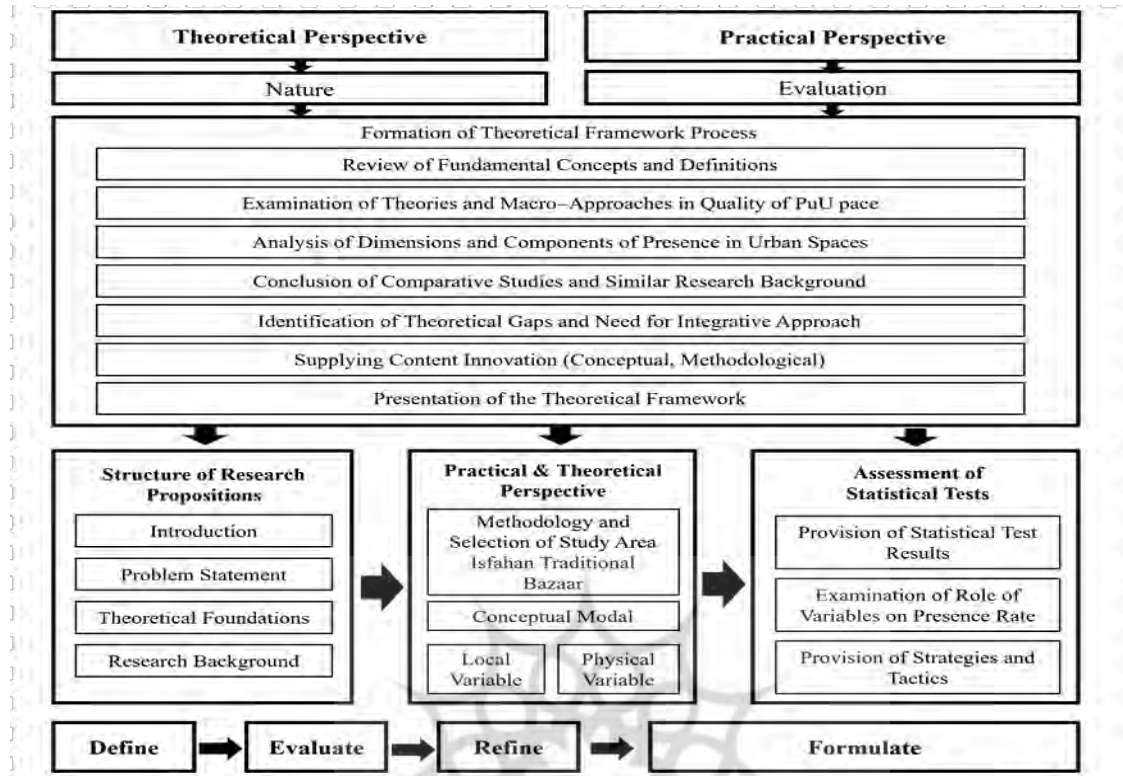 Theoretical Perspective
Practical Perspective
Nature
Evaluation
Formation of Theoretical Framework Process
Review of Fundamental Concepts and Definitions
Examination of Theories and Macro-Approaches in Quality of PuU pace
Analysis of Dimensions and Components of Presence in Urban Spaces
Conclusion of Comparative Studies and Similar Research Background
Identification of Theoretical Gaps and Need for Integrative Approach
Supplying Content Innovation (Conceptual, Methodological)
Presentation of the Theoretical Framework
Structure of Research
Propositions
Introduction
Problem Statement
Theoretical Foundations
Research Background
Practical & Theoretical
Perspective
Methodology and
Selection of Study Area
Isfahan Traditional
Bazaar
Conceptual Modal
Local
Variable
Physical
Variable
Assessment of
Statistical Tests
Provision of Statistical Test
Results
Examination of Role of
Variables on Presence Rate
Provision of Strategies and
Tactics
Define
Evaluate
Refine
Formulate